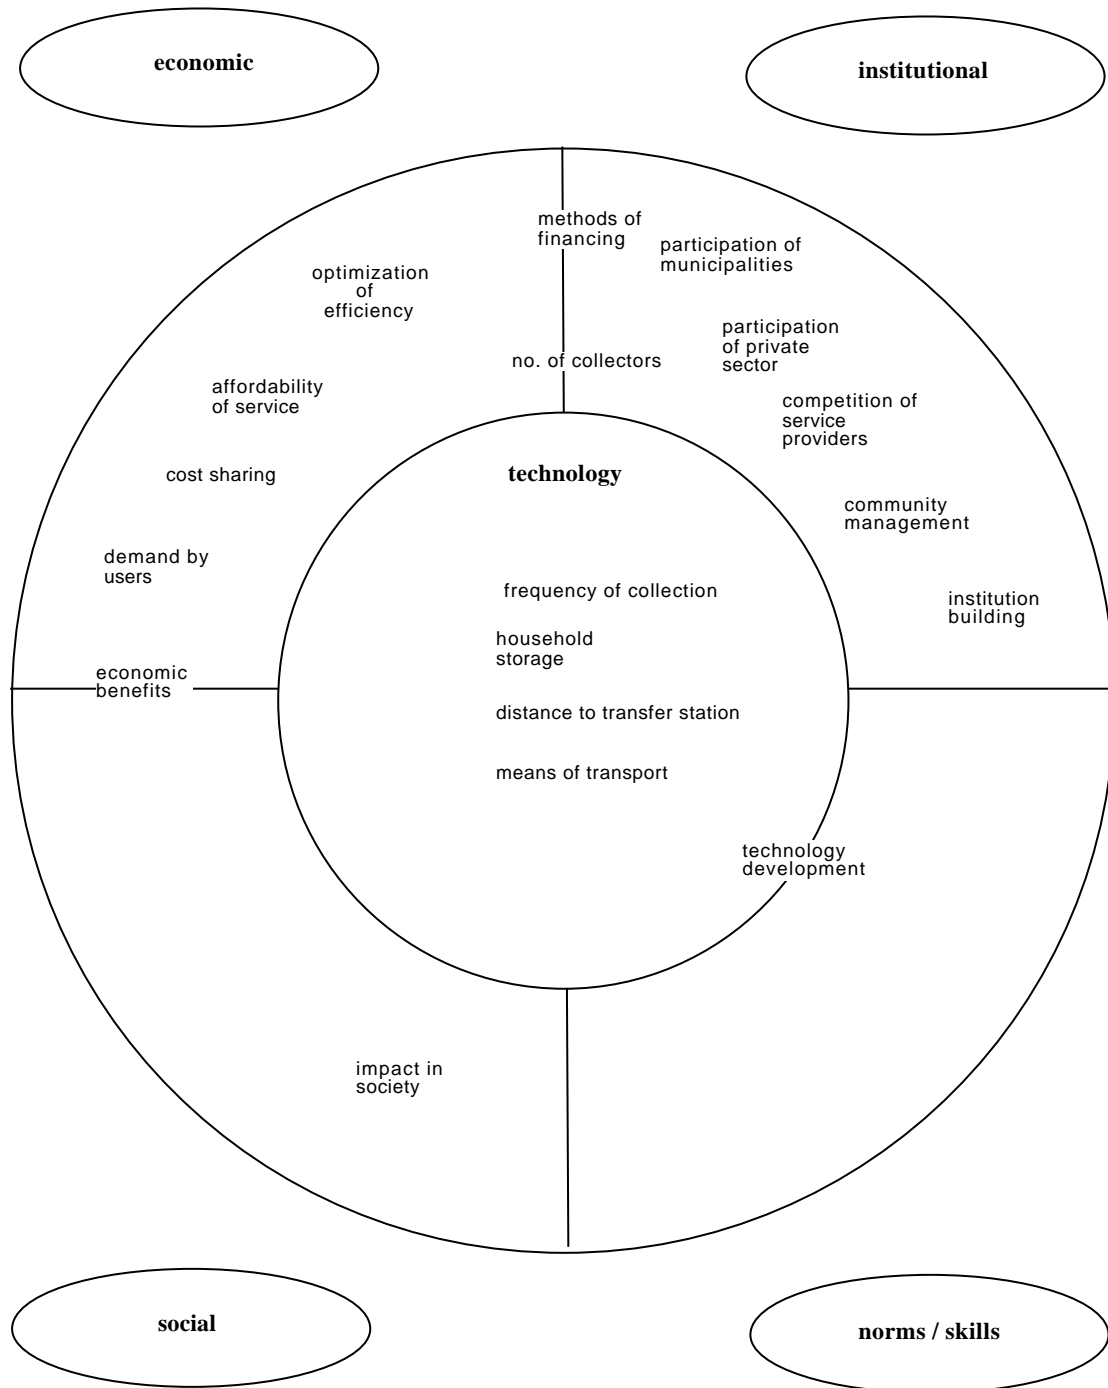 economic
institutional
methods of
financing
participation of
municipalities
optimization
of
efficiency
participation
of private
sector
no. of collectors
affordability
of service
competition of
service
providers
technology
cost sharing
community
management
demand by
users
frequency of collection
institution
building
household
storage
economic
benefits
distance to transfer station
means of transport
technology
development
impact in
society
social
norms / skills